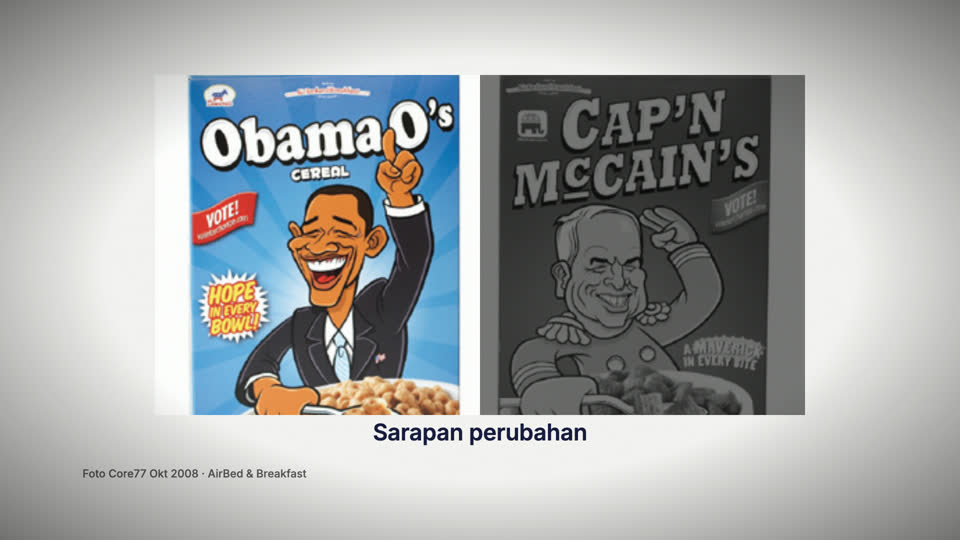 Obama O's
CEREAL
VOTE!
HOPE
IN EVERY
BOWL!
CAP'N
McCAIN'S
VOTE!
A MAVERICK
IN EVERY BITE
Sarapan perubahan
Foto Core77 Okt 2008 · AirBed & Breakfast